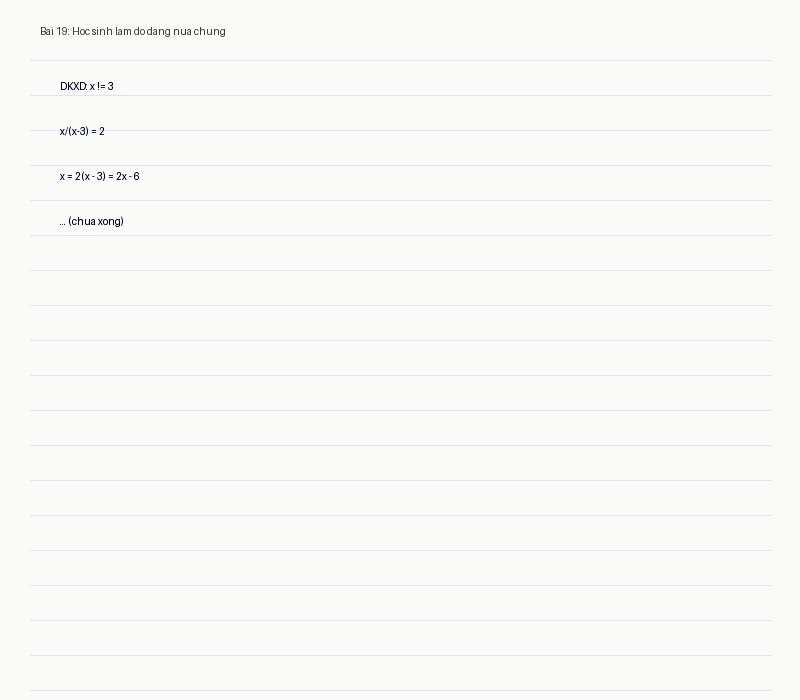 Bai 19: Hoc sinh lam do dang nua chung
DKXD: x != 3
x/(x-3) = 2
x = 2(x - 3) = 2x - 6
... (chua xong)